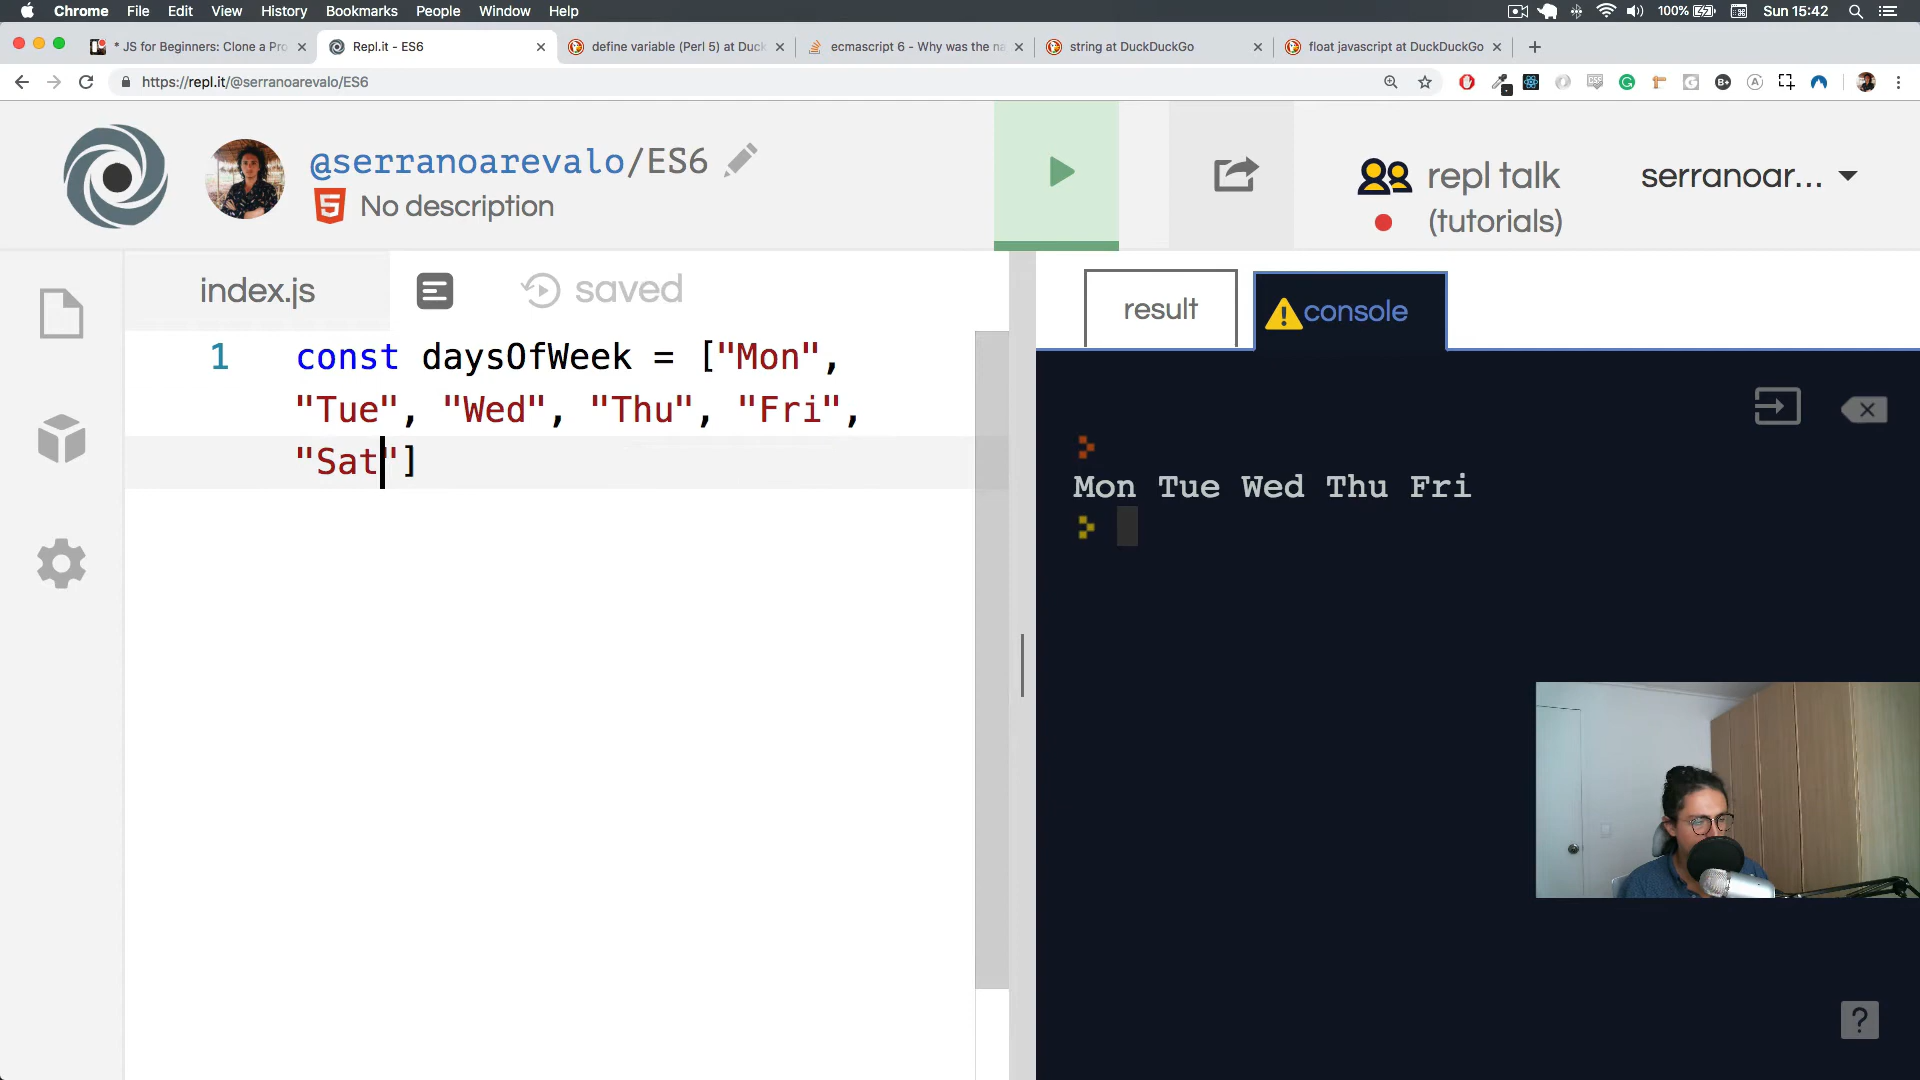 Chrome File Edit View History Bookmarks People Window Help 100% Sun 15:42
* JS for Beginners: Clone a Pro
Repl.it - ES6
define variable (Perl 5) at Duck
ecmascript 6 - Why was the na
string at DuckDuckGo
float javascript at DuckDuckGo
https://repl.it/@serranoarevalo/ES6
@serranoarevalo/ES6
No description
repl talk
(tutorials)
serranoar...
index.js
saved
result
console
1 const daysOfWeek = ["Mon",
"Tue", "Wed", "Thu", "Fri",
"Sat"]
Mon Tue Wed Thu Fri
?